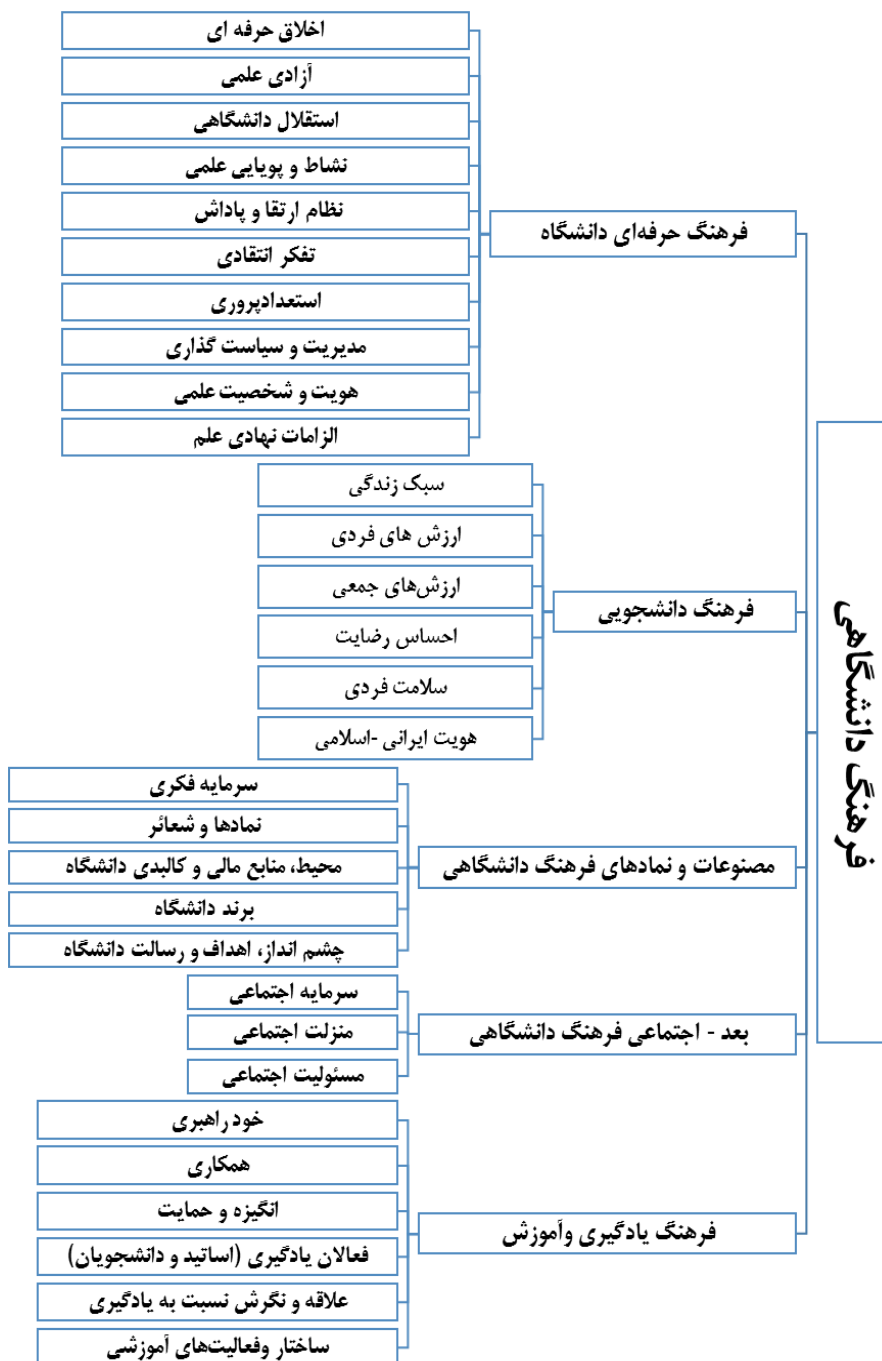 فرهنگ دانشگاهی
فرهنگ حرفه‌ای دانشگاه
اخلاق حرفه ای
آزادی علمی
استقلال دانشگاهی
نشاط و پویایی علمی
نظام ارتقا و پاداش
تفکر انتقادی
استعدادپروری
مدیریت و سیاست گذاری
هویت و شخصیت علمی
الزامات نهادی علم
فرهنگ دانشجویی
سبک زندگی
ارزش های فردی
ارزش‌های جمعی
احساس رضایت
سلامت فردی
هویت ایرانی -اسلامی
مصنوعات و نمادهای فرهنگ دانشگاهی
سرمایه فکری
نمادها و شعائر
محیط، منابع مالی و کالبدی دانشگاه
برند دانشگاه
چشم انداز، اهداف و رسالت دانشگاه
بعد - اجتماعی فرهنگ دانشگاهی
سرمایه اجتماعی
منزلت اجتماعی
مسئولیت اجتماعی
فرهنگ یادگیری وآموزش
خود راهبری
همکاری
انگیزه و حمایت
فعالان یادگیری (اساتید و دانشجویان)
علاقه و نگرش نسبت به یادگیری
ساختار وفعالیت‌های آموزشی